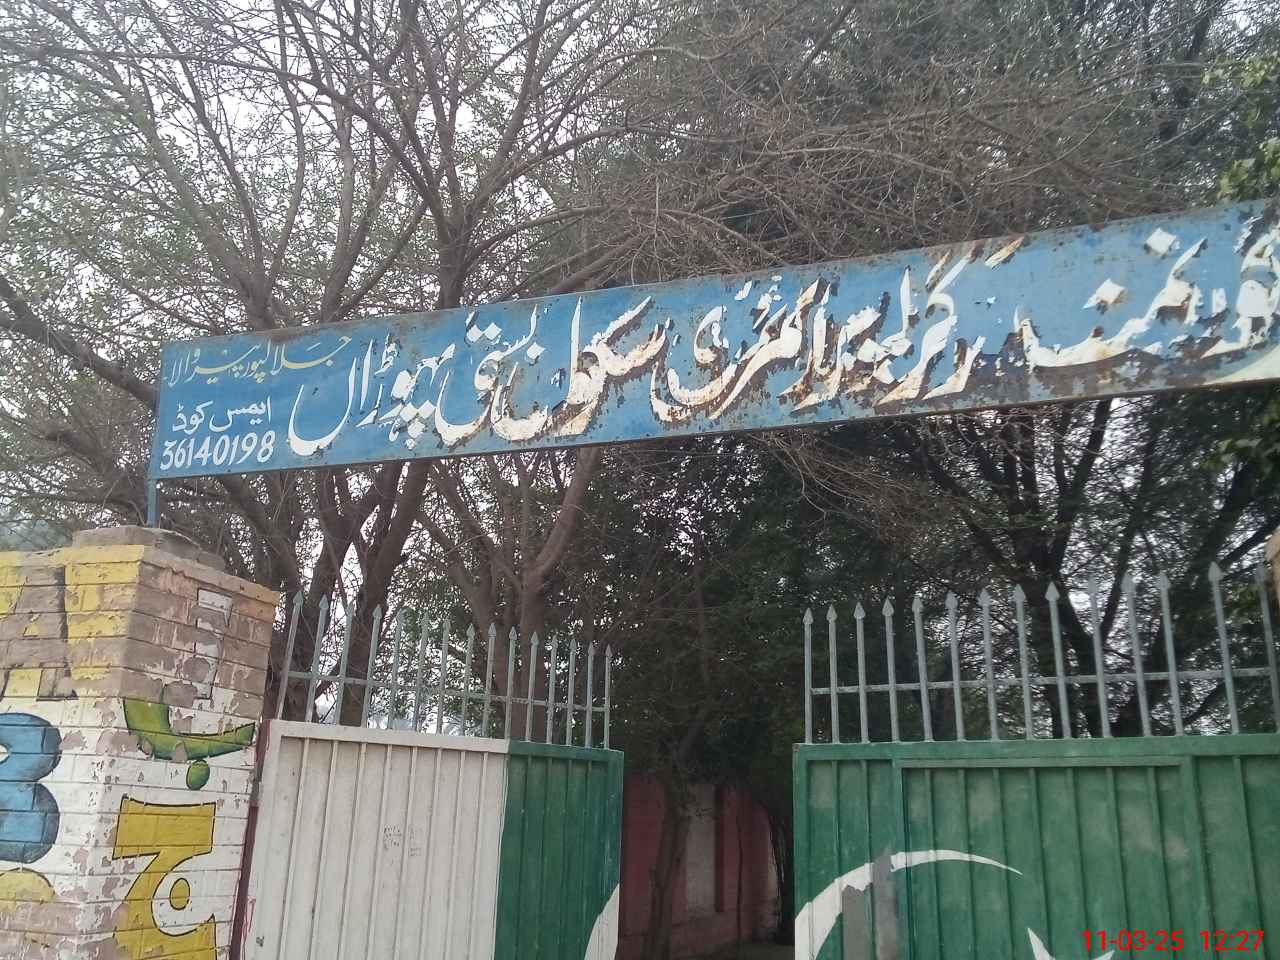 گورنمنٹ گرلز پرائمری سکول بستی پہوڑاں
جلالپور پیروالا
ایمس کوڈ
36140198
ب
ج
B
11-03-25 12:27